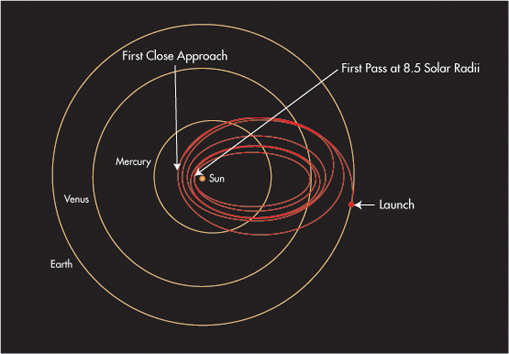 First Close Approach
First Pass at 8.5 Solar Radii
Mercury
Sun
Venus
Launch
Earth